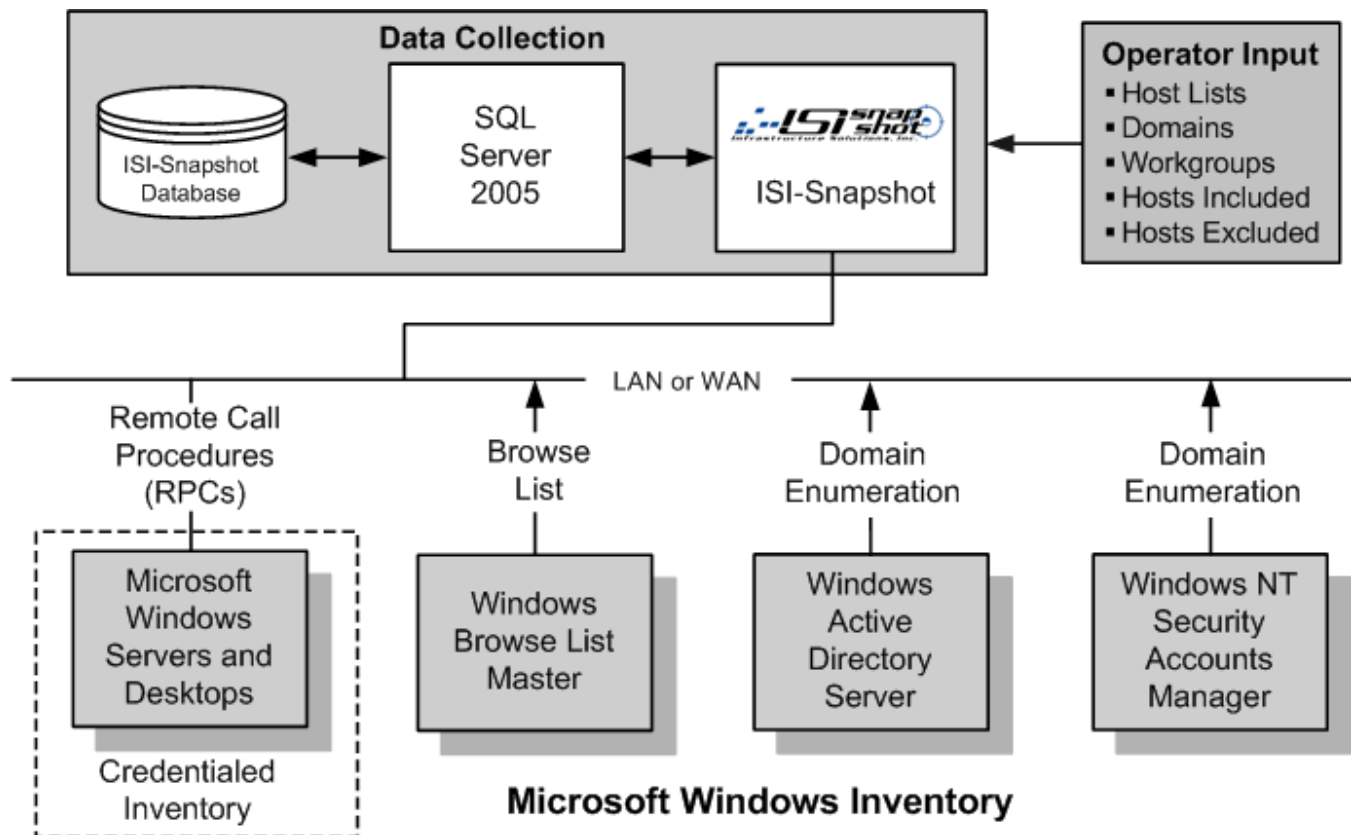 Data Collection
ISI-Snapshot
Database
SQL
Server
2005
ISI snap
shot
Infrastructure Solutions, Inc.
ISI-Snapshot
Operator Input
▪ Host Lists
▪ Domains
▪ Workgroups
▪ Hosts Included
▪ Hosts Excluded
LAN or WAN
Remote Call
Procedures
(RPCs)
Browse
List
Domain
Enumeration
Domain
Enumeration
Microsoft
Windows
Servers and
Desktops
Windows
Browse List
Master
Windows
Active
Directory
Server
Windows NT
Security
Accounts
Manager
Credentialed
Inventory
Microsoft Windows Inventory